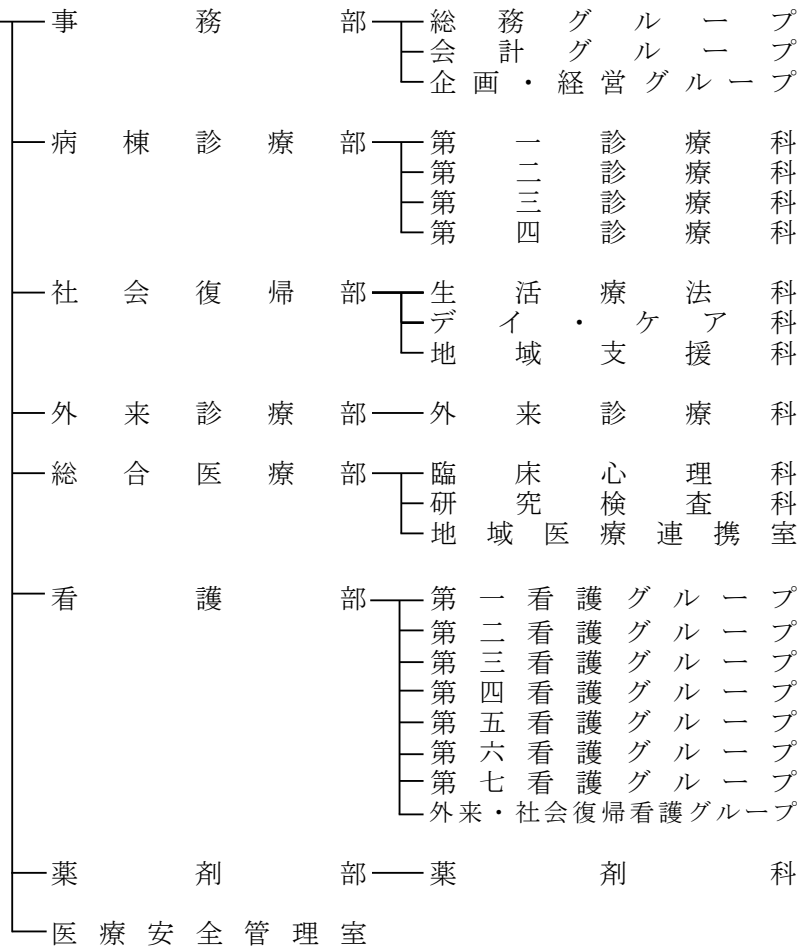 事務部 総務グループ
会計グループ
企画・経営グループ
病棟診療部 第一診療科
第二診療科
第三診療科
第四診療科
社会復帰部 生活療法科
デイ・ケア科
地域支援科
外来診療部 外来診療科
総合医療部 臨床心理科
研究検査科
地域医療連携室
看護部 第一看護グループ
第二看護グループ
第三看護グループ
第四看護グループ
第五看護グループ
第六看護グループ
第七看護グループ
外来・社会復帰看護グループ
薬剤部 薬剤科
医療安全管理室